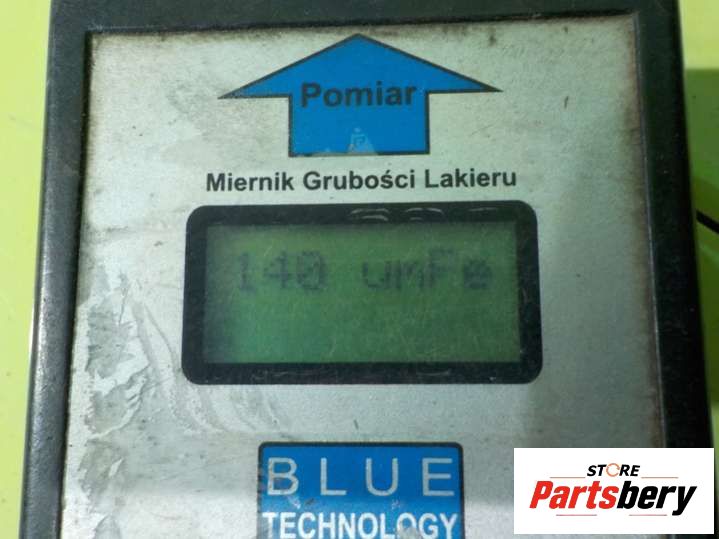 Pomiar
Miernik Grubości Lakieru
140 umFe
BLUE
TECHNOLOGY
STORE
Partsbery